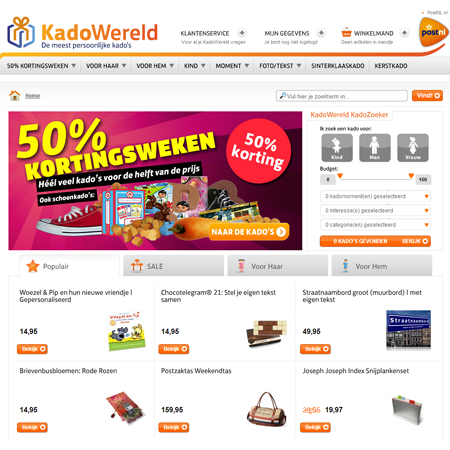 PostNL.nl
KadoWereld
De meest persoonlijke kado's
KLANTENSERVICE
Voor al je KadoWereld vragen
MIJN GEGEVENS
Je bent nog niet ingelogd
WINKELMAND
Geen artikelen in mandje
postnl
50% KORTINGSWEKEN
VOOR HAAR
VOOR HEM
KIND
MOMENT
FOTO/TEKST
SINTERKLAASKADO
KERSTKADO
Home
Vul hier je zoekterm in...
Vind!
50%
KORTINGSWEKEN
Héél veel kado's voor de helft van de prijs
Ook schoenkado's:
50%
korting
NAAR DE KADO'S
KadoWereld KadoZoeker
Ik zoek een kado voor:
Kind
Man
Vrouw
Budget:
6
150
0 kadomoment(en) geselecteerd
0 interesse(s) geselecteerd
0 categorie(en) geselecteerd
0 KADO'S GEVONDEN
BEKIJK
Populair
SALE
Voor Haar
Voor Hem
Woezel & Pip en hun nieuwe vriendje |
Gepersonaliseerd
14,95
Bekijk
Chocotelegram® 21: Stel je eigen tekst
samen
14,95
Bekijk
Straatnaambord groot (muurbord) | met
eigen tekst
49,95
Straatnaam
Bekijk
Brievenbusbloemen: Rode Rozen
14,95
Bekijk
Postzaktas Weekendtas
159,95
Bekijk
Joseph Joseph Index Snijplankenset
39,95 19,97
Bekijk